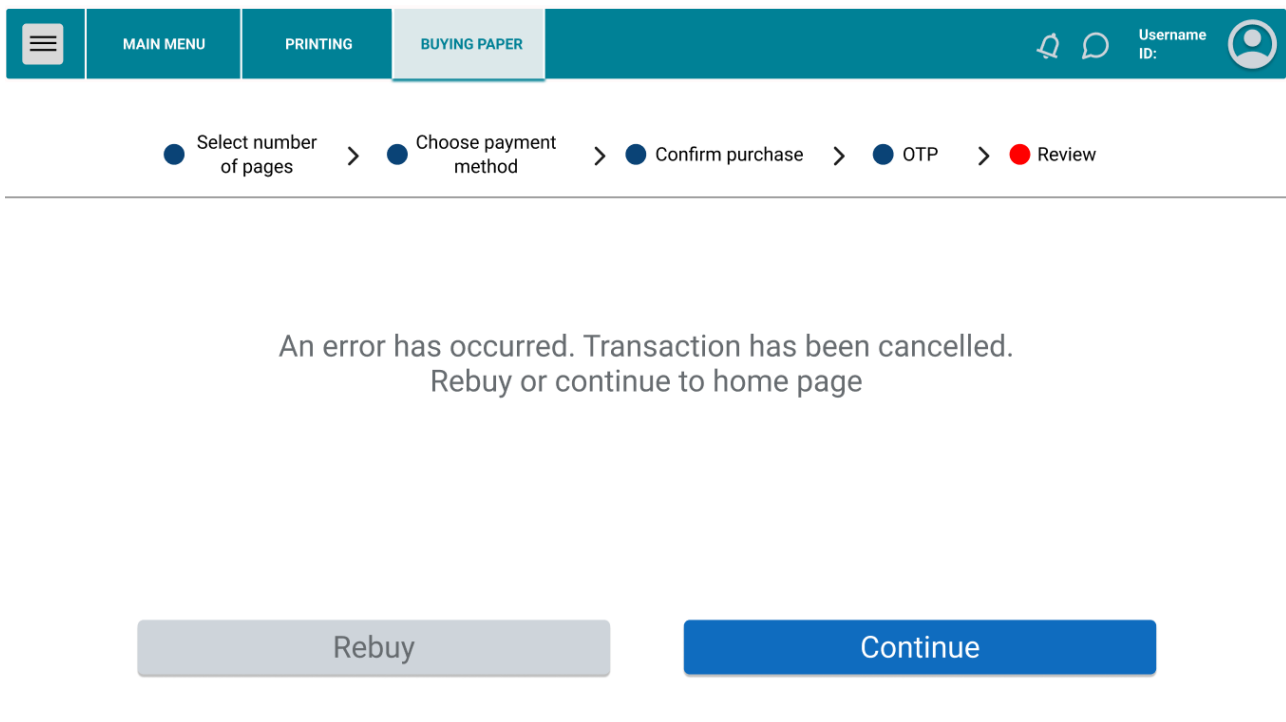 MAIN MENU
PRINTING
BUYING PAPER
Username
ID:
Select number
of pages
Choose payment
method
Confirm purchase
OTP
Review
An error has occurred. Transaction has been cancelled.
Rebuy or continue to home page
Rebuy
Continue